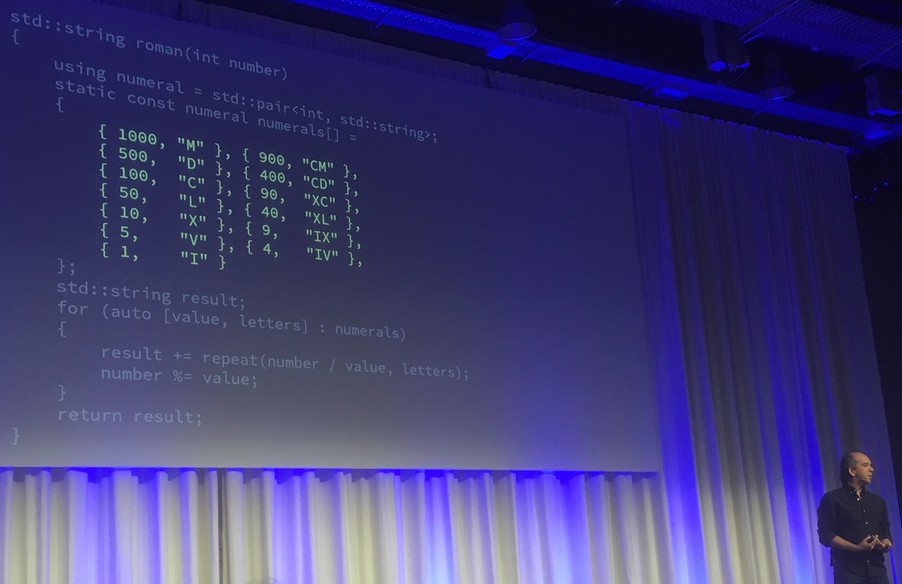 std::string roman(int number)
{
    using numeral = std::pair<int, std::string>;
    static const numeral numerals[] =
    {
        { 1000, "M" }, { 900, "CM" },
        { 500,  "D" }, { 400, "CD" },
        { 100,  "C" }, { 90,  "XC" },
        { 50,   "L" }, { 40,  "XL" },
        { 10,   "X" }, { 9,   "IX" },
        { 5,    "V" }, { 4,   "IV" },
        { 1,    "I" }
    };
    std::string result;
    for (auto [value, letters] : numerals)
    {
        result += repeat(number / value, letters);
        number %= value;
    }
    return result;
}